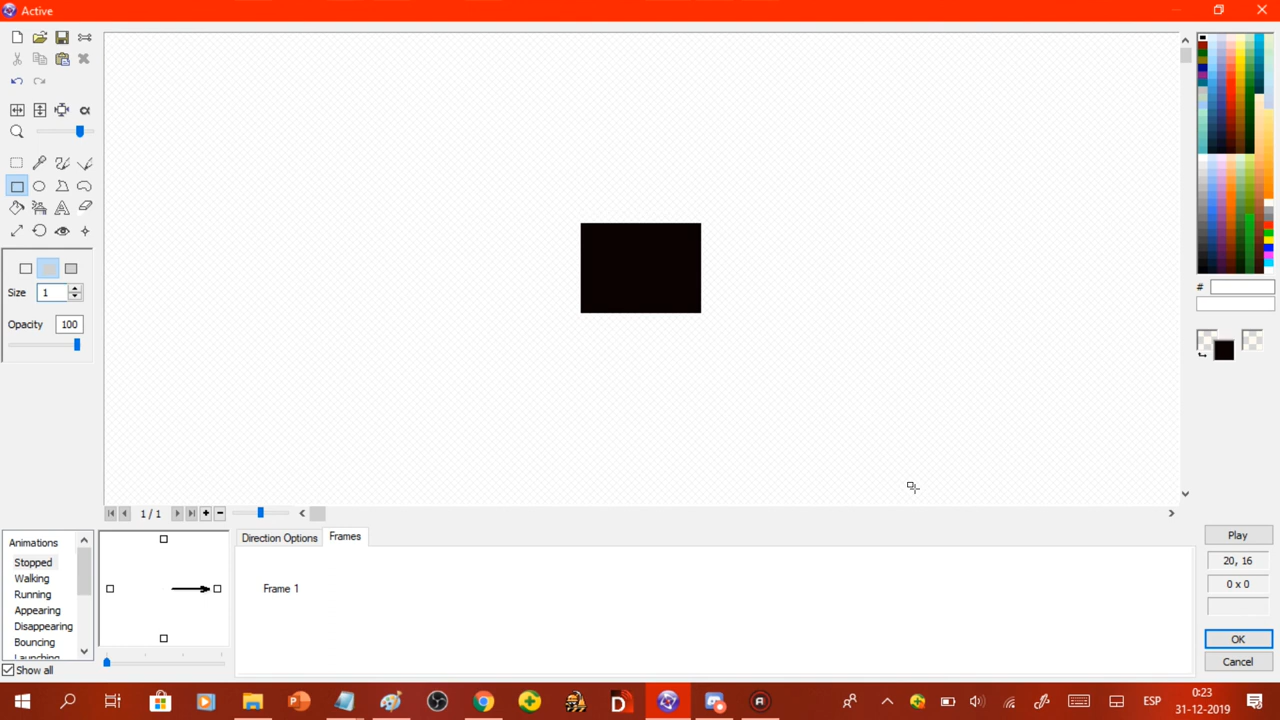 Active
Size 1
Opacity 100
#
1 / 1
Animations
Stopped
Walking
Running
Appearing
Disappearing
Bouncing
Launching
Show all
Direction Options
Frames
Frame 1
Play
20, 16
0 x 0
OK
Cancel
ESP
0:23
31-12-2019